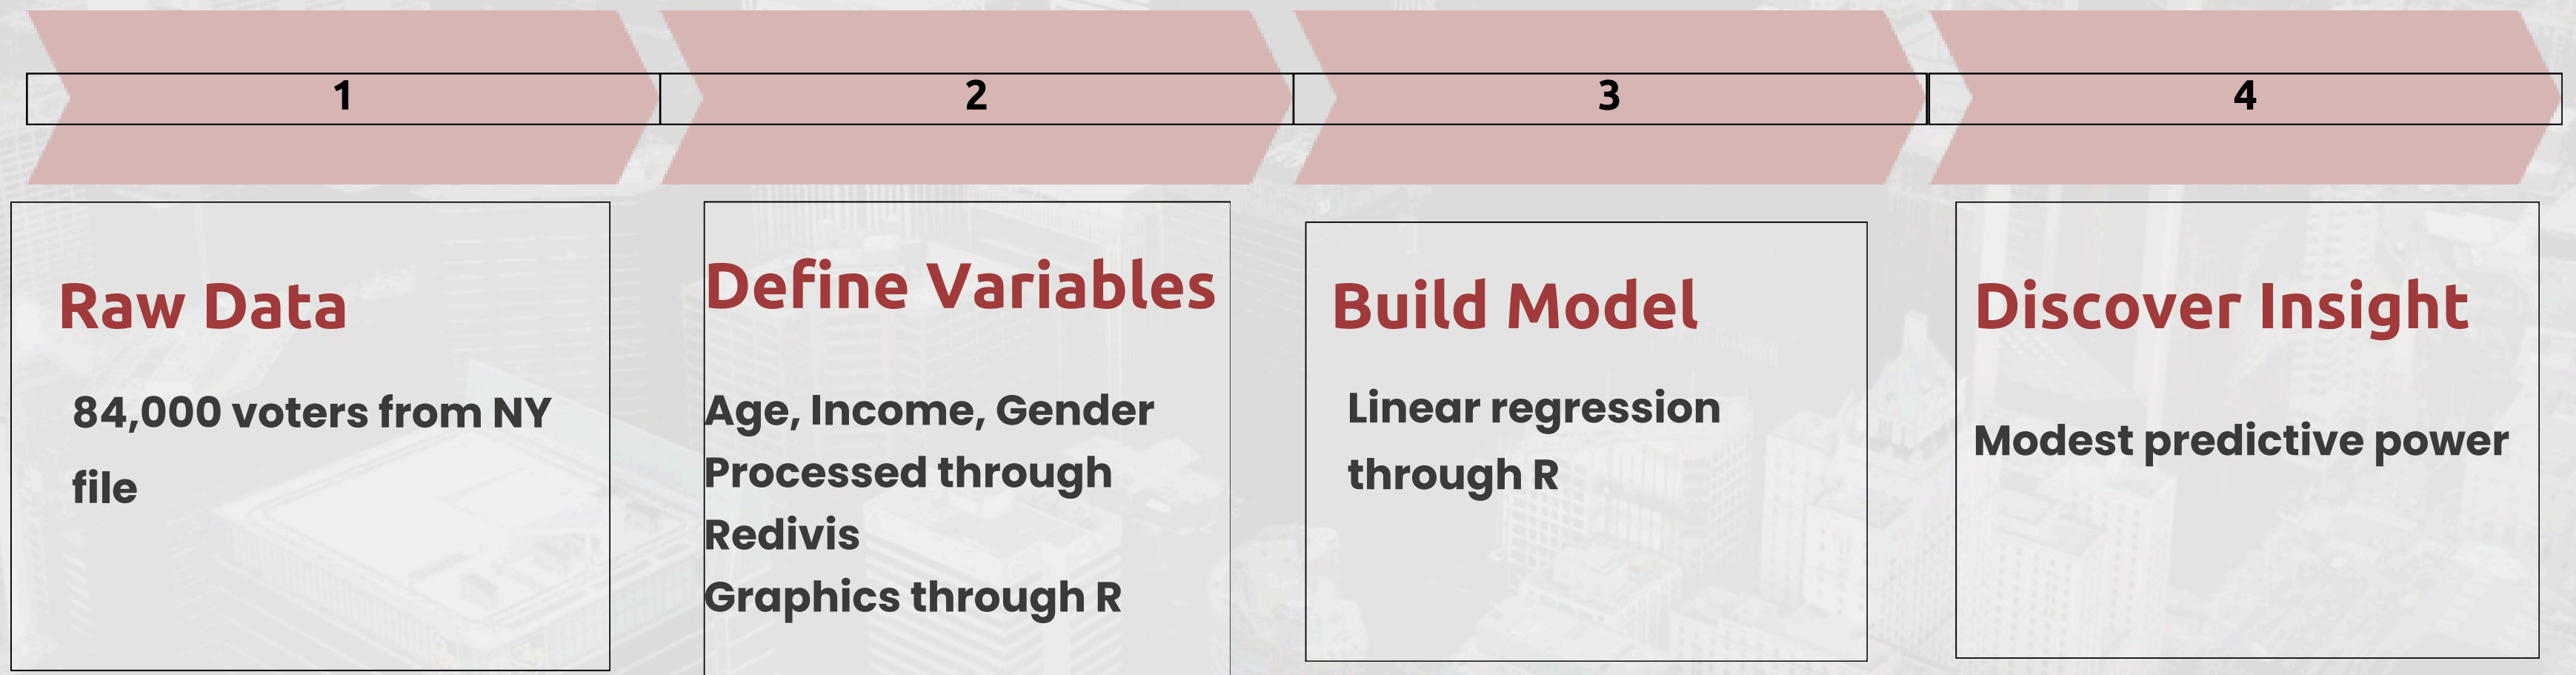 1
2
3
4
Raw Data
84,000 voters from NY
file
Define Variables
Age, Income, Gender
Processed through
Redivis
Graphics through R
Build Model
Linear regression
through R
Discover Insight
Modest predictive power